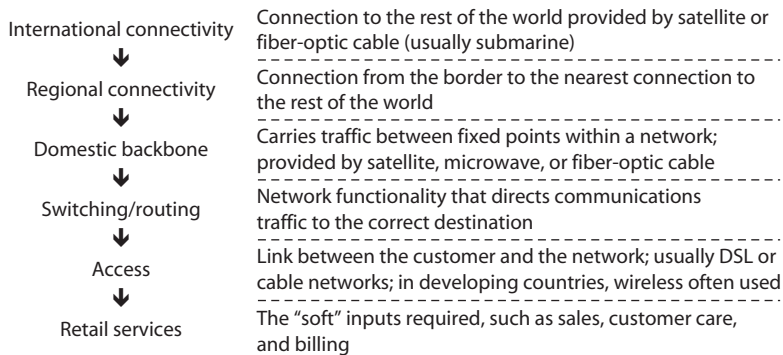 International connectivity
Connection to the rest of the world provided by satellite or
fiber-optic cable (usually submarine)
Regional connectivity
Connection from the border to the nearest connection to
the rest of the world
Domestic backbone
Carries traffic between fixed points within a network;
provided by satellite, microwave, or fiber-optic cable
Switching/routing
Network functionality that directs communications
traffic to the correct destination
Access
Link between the customer and the network; usually DSL or
cable networks; in developing countries, wireless often used
Retail services
The “soft” inputs required, such as sales, customer care,
and billing